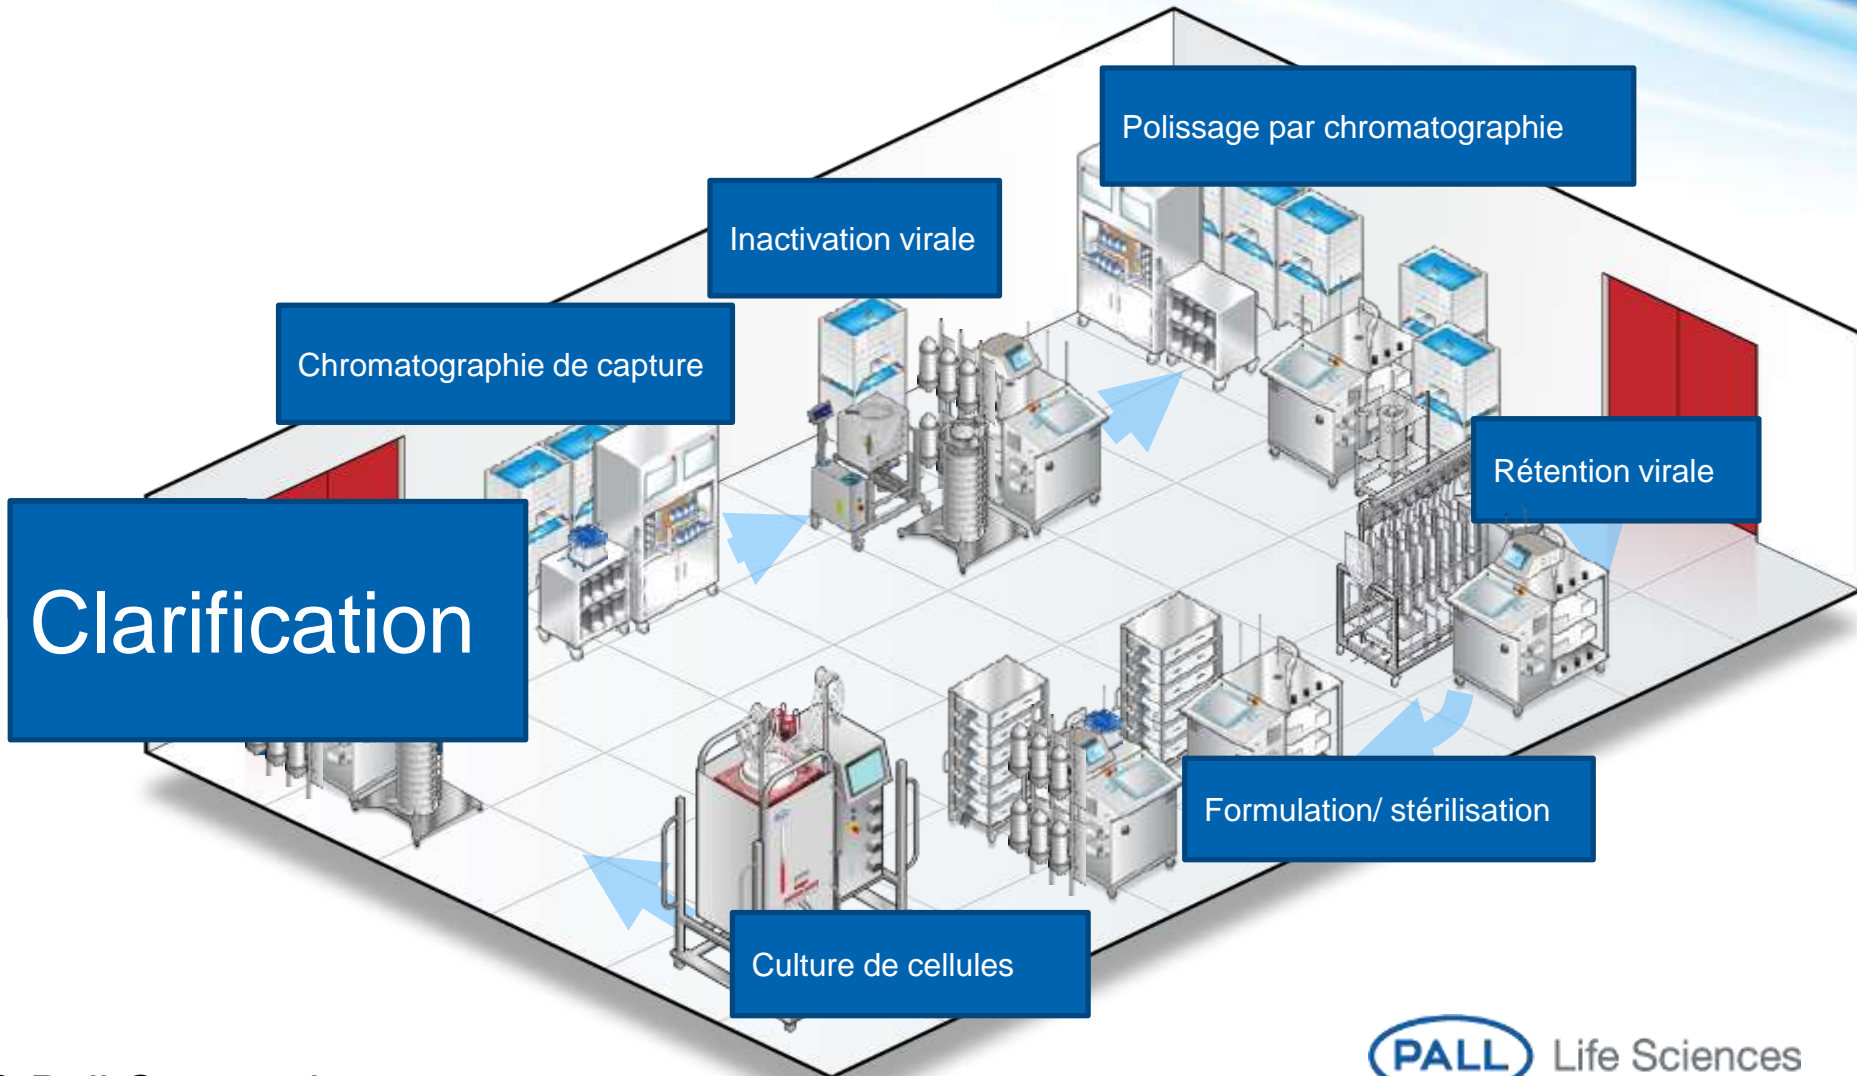 Polissage par chromatographie
Inactivation virale
Chromatographie de capture
Rétention virale
Clarification
Formulation/ stérilisation
Culture de cellules
PALL Life Sciences